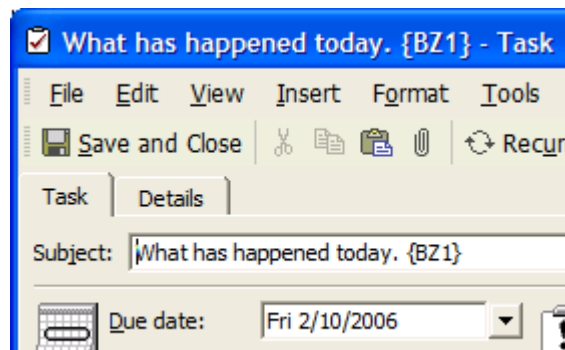 What has happened today. {BZ1} - Task
File Edit View Insert Format Tools
Save and Close
Task Details
Subject: What has happened today. {BZ1}
Due date: Fri 2/10/2006